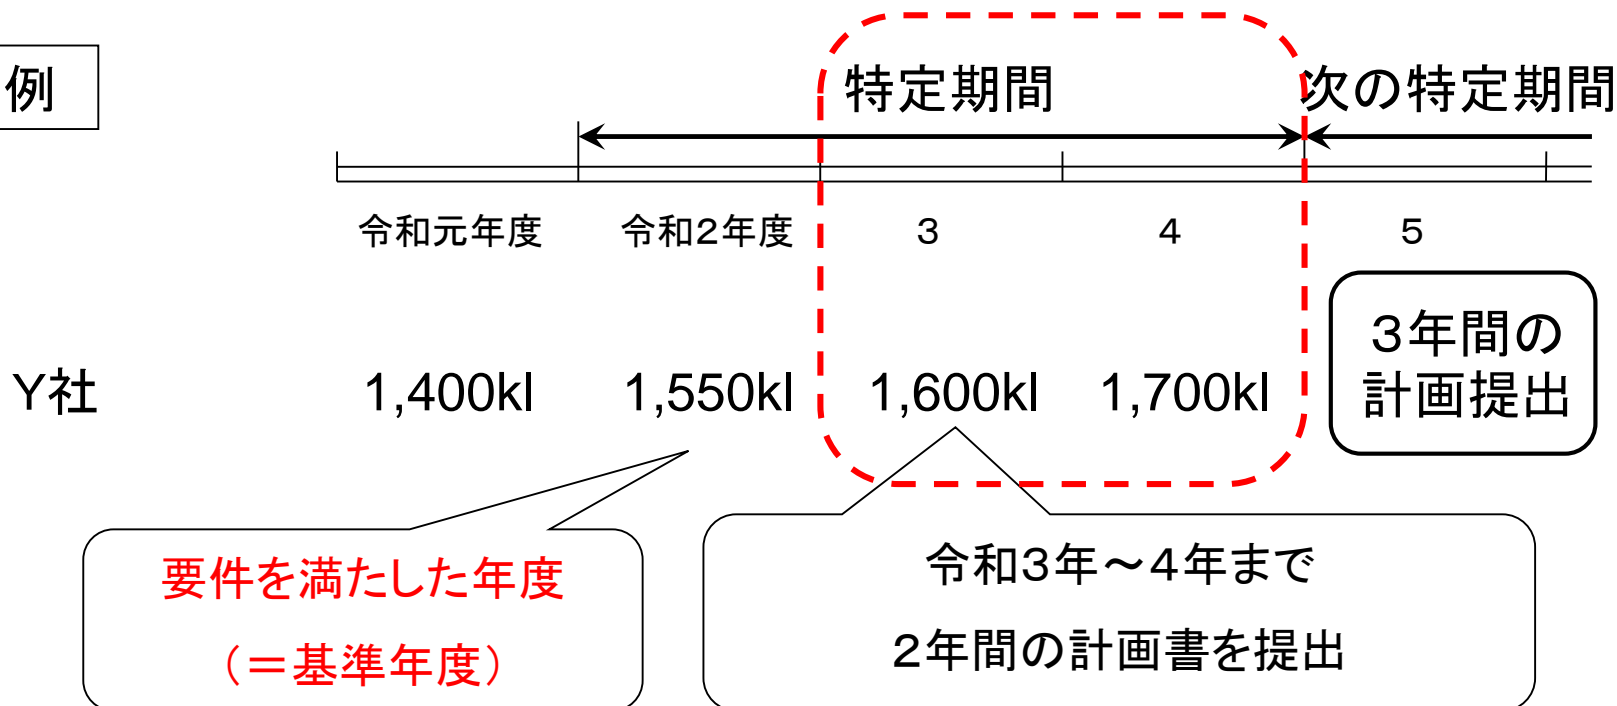 例
特定期間
次の特定期間
令和元年度
令和2年度
3
4
5
Y社
1,400kl
1,550kl
1,600kl
1,700kl
3年間の
計画提出
要件を満たした年度
(=基準年度)
令和3年～4年まで
2年間の計画書を提出